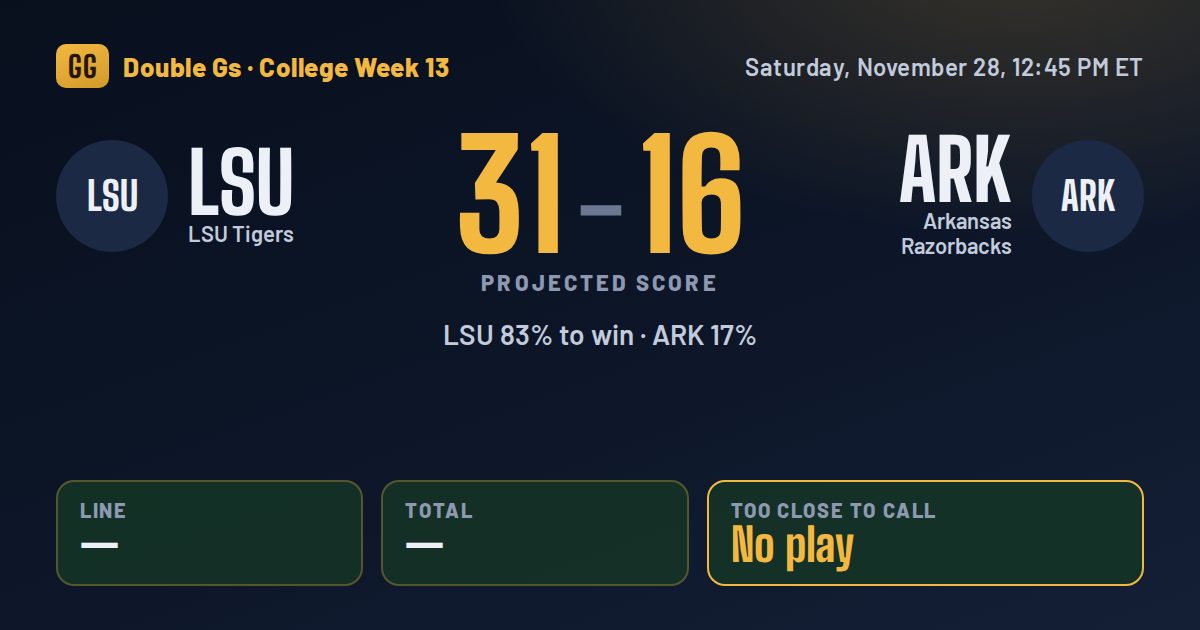 GG Double Gs · College Week 13
Saturday, November 28, 12:45 PM ET
LSU
LSU
LSU Tigers
31 – 16
PROJECTED SCORE
LSU 83% to win · ARK 17%
ARK
Arkansas
Razorbacks
ARK
LINE
—
TOTAL
—
TOO CLOSE TO CALL
No play